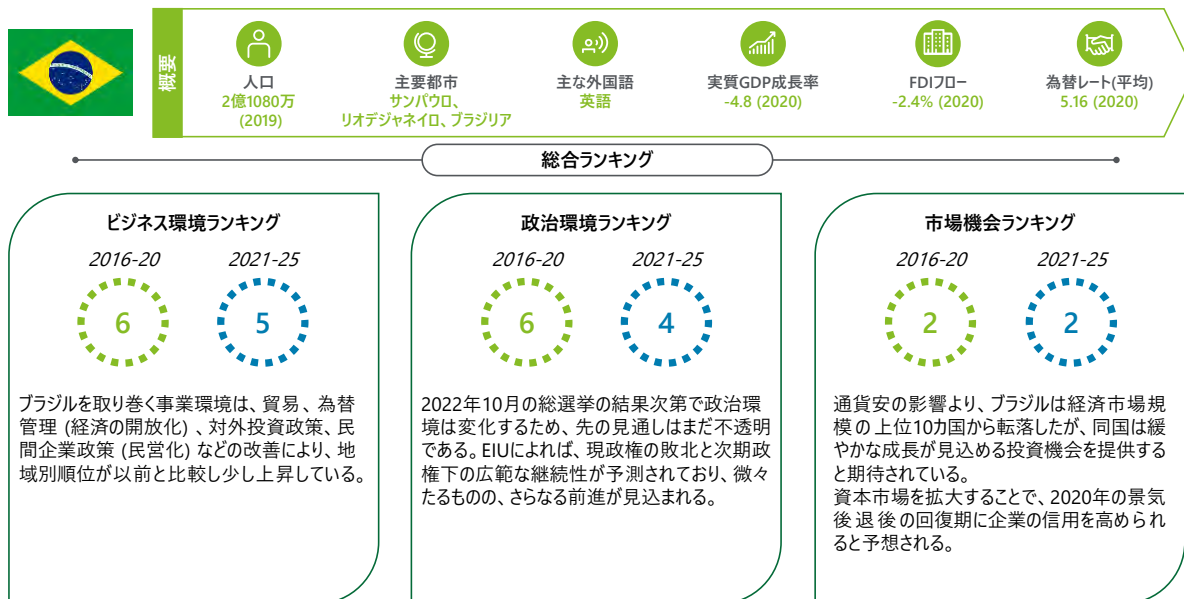 概要
人口
2億1080万
(2019)
主要都市
サンパウロ、
リオデジャネイロ、ブラジリア
主な外国語
英語
実質GDP成長率
-4.8 (2020)
FDIフロー
-2.4% (2020)
為替レート(平均)
5.16 (2020)
総合ランキング
ビジネス環境ランキング
2016-20 2021-25
6 5
ブラジルを取り巻く事業環境は、貿易、為替
管理 (経済の開放化) 、対外投資政策、民
間企業政策 (民営化) などの改善により、地
域別順位が以前と比較し少し上昇している。
政治環境ランキング
2016-20 2021-25
6 4
2022年10月の総選挙の結果次第で政治環
境は変化するため、先の見通しはまだ不透明
である。EIUによれば、現政権の敗北と次期政
権下の広範な継続性が予測されており、微々
たるものの、さらなる前進が見込まれる。
市場機会ランキング
2016-20 2021-25
2 2
通貨安の影響より、ブラジルは経済市場規
模の上位10カ国から転落したが、同国は緩
やかな成長が見込める投資機会を提供する
と期待されている。
資本市場を拡大することで、2020年の景気
後退後の回復期に企業の信用を高められ
ると予想される。